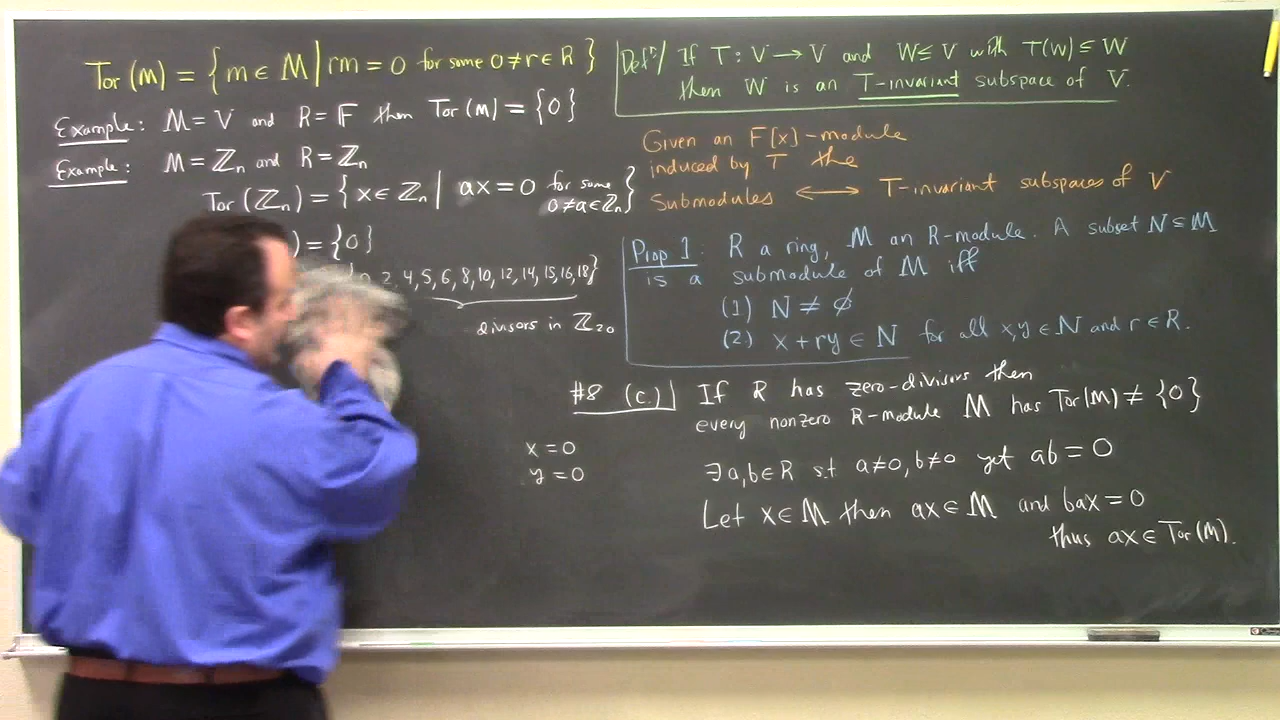 Tor (M) = { m ∈ M | rm = 0 for some 0 ≠ r ∈ R }
Example: M = V and R = F then Tor (M) = {0}
Example: M = ℤn and R = ℤn
Tor (ℤn) = { x ∈ ℤn | ax = 0 for some 0 ≠ a ∈ ℤn }
) = {0}
2, 4, 5, 6, 8, 10, 12, 14, 15, 16, 18}
divisors in ℤ20
x = 0
y = 0
Defn/ If T : V → V and W ≤ V with T(W) ⊆ W
then W is an T-invariant subspace of V.
Given an F[x]-module
induced by T the
Submodules ⟷ T-invariant subspaces of V
Prop 1: R a ring, M an R-module. A subset N ⊆ M
is a submodule of M iff
(1) N ≠ ∅
(2) x + ry ∈ N for all x, y ∈ N and r ∈ R.
#8 (c.) If R has zero-divisors then
every nonzero R-module M has Tor(M) ≠ {0}
∃ a, b ∈ R s.t a ≠ 0, b ≠ 0 yet ab = 0
Let x ∈ M then ax ∈ M and bax = 0
thus ax ∈ Tor(M).